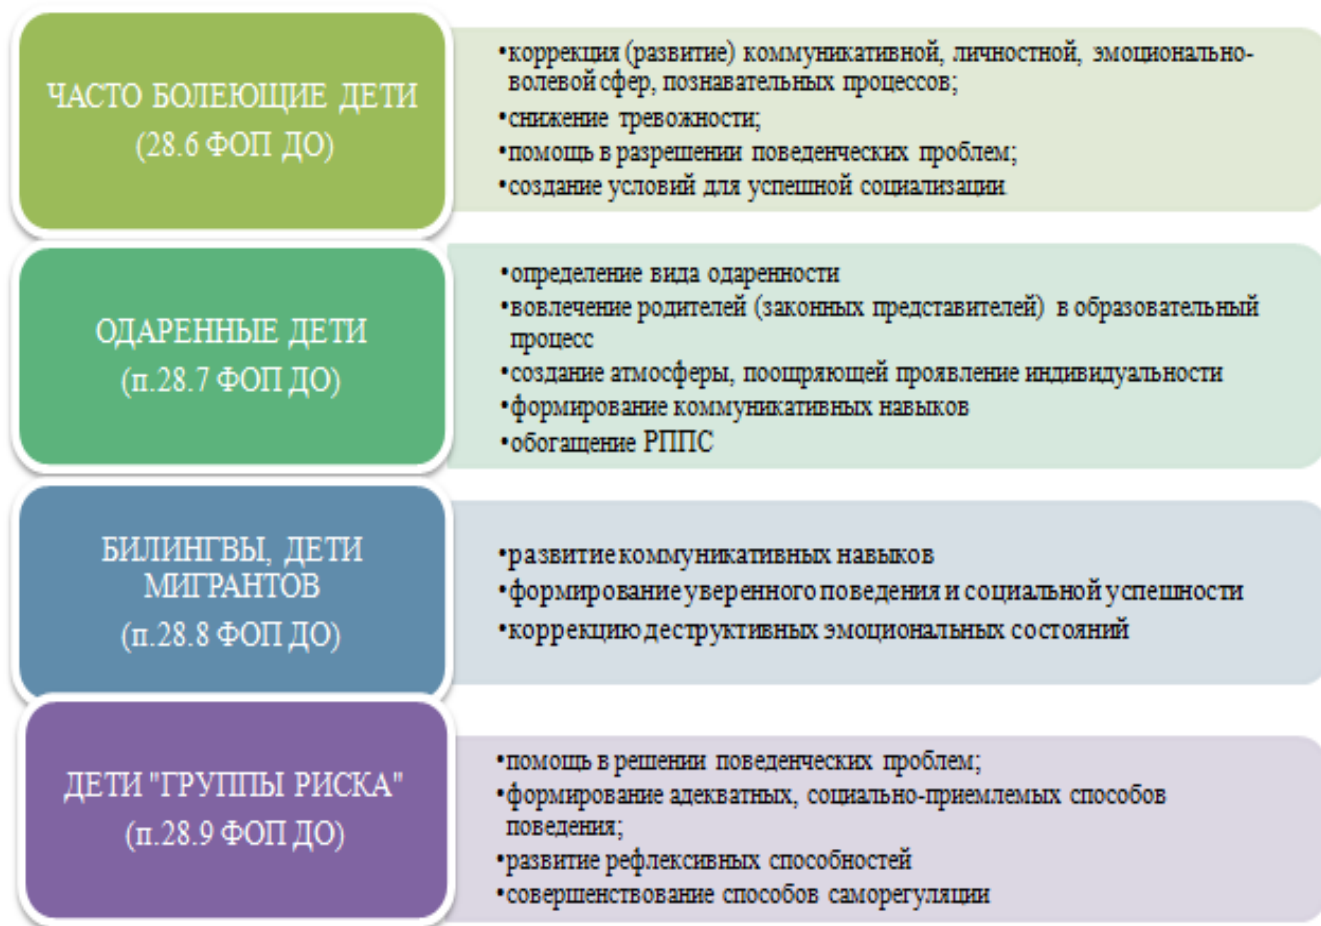 ЧАСТО БОЛЕЮЩИЕ ДЕТИ
(28.6 ФОП ДО)
•коррекция (развитие) коммуникативной, личностной, эмоционально-
волевой сфер, познавательных процессов;
•снижение тревожности;
•помощь в разрешении поведенческих проблем;
•создание условий для успешной социализации
ОДАРЕННЫЕ ДЕТИ
(п.28.7 ФОП ДО)
•определение вида одаренности
•вовлечение родителей (законных представителей) в образовательный
процесс
•создание атмосферы, поощряющей проявление индивидуальности
•формирование коммуникативных навыков
•обогащение РППС
БИЛИНГВЫ, ДЕТИ
МИГРАНТОВ
(п.28.8 ФОП ДО)
•развитие коммуникативных навыков
•формирование уверенного поведения и социальной успешности
•коррекцию деструктивных эмоциональных состояний
ДЕТИ "ГРУППЫ РИСКА"
(п.28.9 ФОП ДО)
•помощь в решении поведенческих проблем;
•формирование адекватных, социально-приемлемых способов
поведения;
•развитие рефлексивных способностей
•совершенствование способов саморегуляции